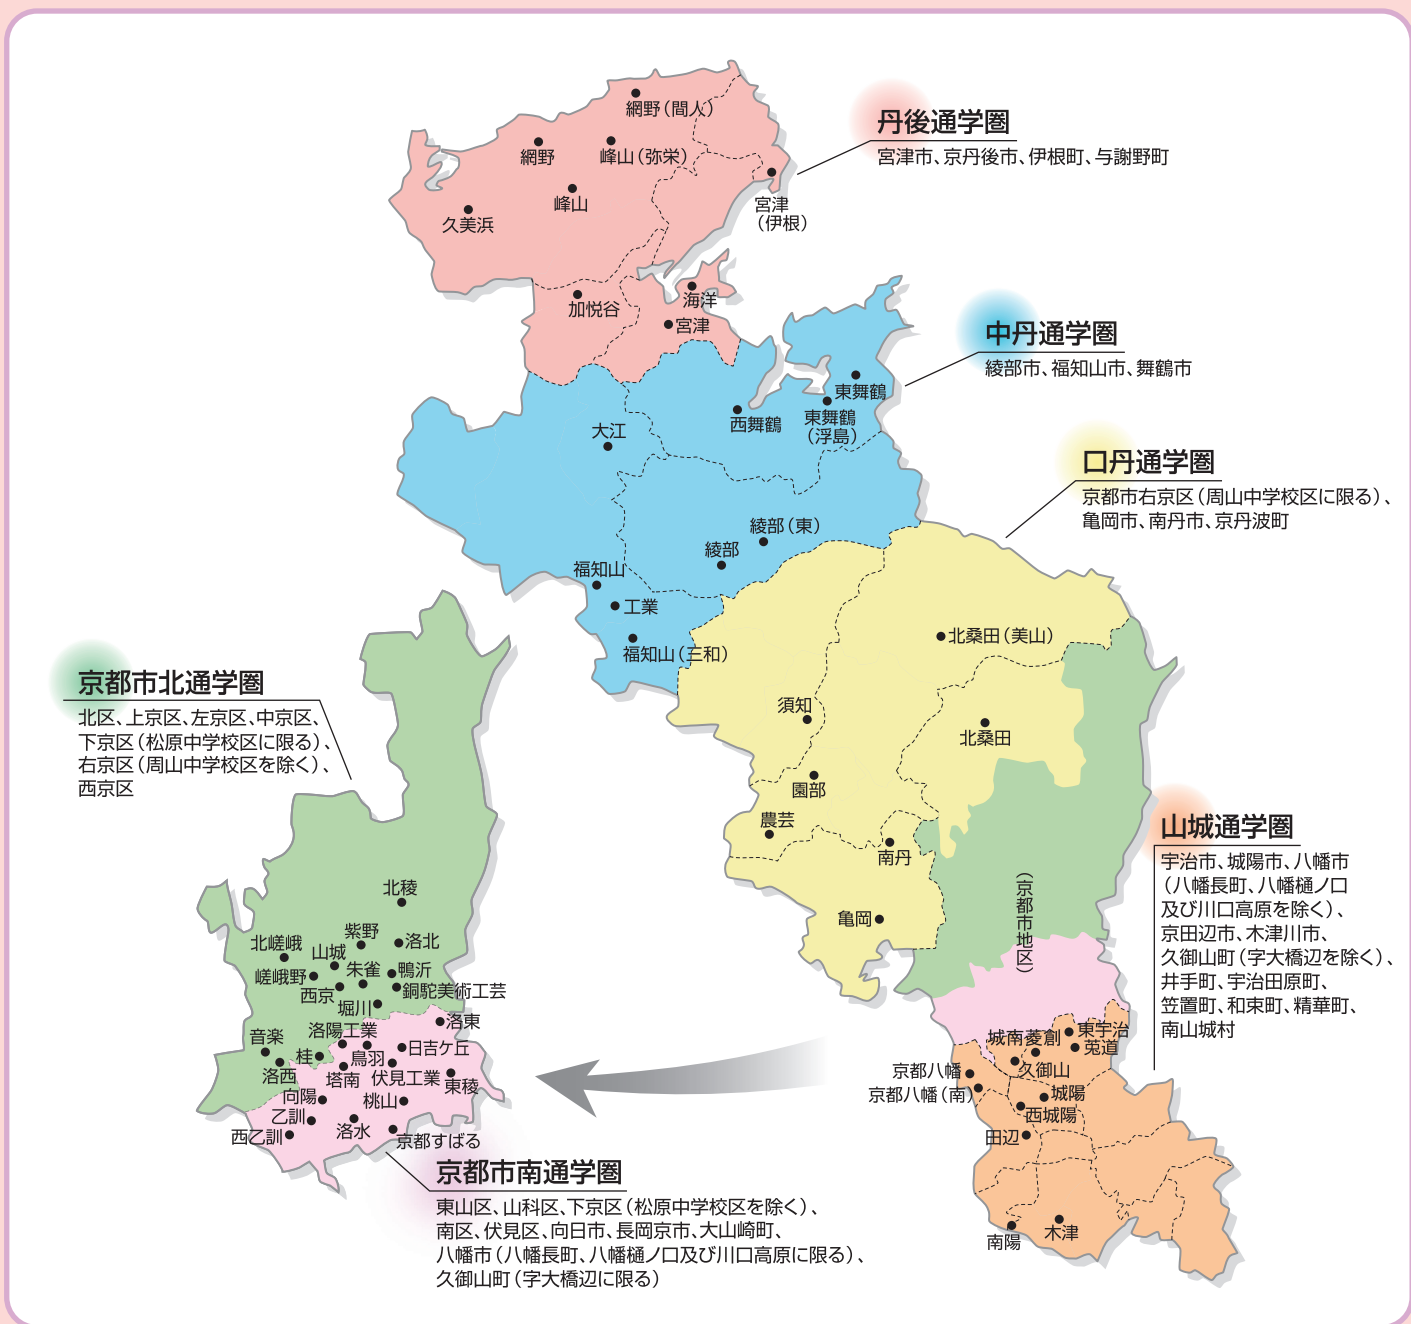 丹後通学圏
宮津市、京丹後市、伊根町、与謝野町
網野（間人）
網野
峰山（弥栄）
峰山
久美浜
宮津
（伊根）
加悦谷
海洋
宮津
中丹通学圏
綾部市、福知山市、舞鶴市
東舞鶴
東舞鶴
（浮島）
西舞鶴
大江
綾部（東）
綾部
福知山
工業
福知山（三和）
口丹通学圏
京都市右京区（周山中学校区に限る）、
亀岡市、南丹市、京丹波町
北桑田（美山）
須知
北桑田
園部
農芸
南丹
亀岡
（京都市地区）
京都市北通学圏
北区、上京区、左京区、中京区、
下京区（松原中学校区に限る）、
右京区（周山中学校区を除く）、
西京区
北稜
紫野
洛北
北嵯峨
山城
嵯峨野
朱雀
鴨沂
西京
銅駝美術工芸
堀川
洛東
音楽
洛陽工業
桂
鳥羽
日吉ケ丘
洛西
塔南
伏見工業
東稜
向陽
桃山
乙訓
西乙訓
洛水
京都すばる
京都市南通学圏
東山区、山科区、下京区（松原中学校区を除く）、
南区、伏見区、向日市、長岡京市、大山崎町、
八幡市（八幡長町、八幡樋ノ口及び川口高原に限る）、
久御山町（字大橋辺に限る）
山城通学圏
宇治市、城陽市、八幡市
（八幡長町、八幡樋ノ口
及び川口高原を除く）、
京田辺市、木津川市、
久御山町（字大橋辺を除く）、
井手町、宇治田原町、
笠置町、和束町、精華町、
南山城村
城南菱創
東宇治
莵道
京都八幡
久御山
京都八幡（南）
城陽
西城陽
田辺
南陽
木津